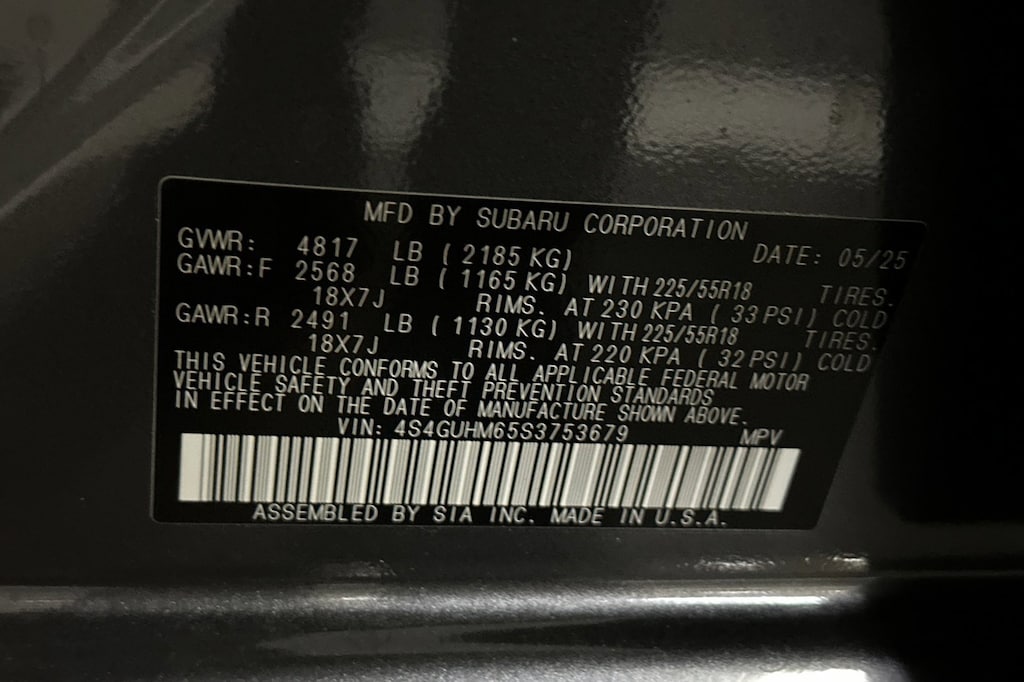 MFD BY SUBARU CORPORATION
GVWR: 4817 LB ( 2185 KG) DATE: 05/25
GAWR:F 2568 LB ( 1165 KG) WITH 225/55R18 TIRES.
18X7J RIMS. AT 230 KPA ( 33 PSI) COLD
GAWR:R 2491 LB ( 1130 KG) WITH 225/55R18 TIRES.
18X7J RIMS. AT 220 KPA ( 32 PSI) COLD
THIS VEHICLE CONFORMS TO ALL APPLICABLE FEDERAL MOTOR
VEHICLE SAFETY AND THEFT PREVENTION STANDARDS
IN EFFECT ON THE DATE OF MANUFACTURE SHOWN ABOVE.
VIN: 4S4GUHM65S3753679 MPV
ASSEMBLED BY SIA INC. MADE IN U.S.A.